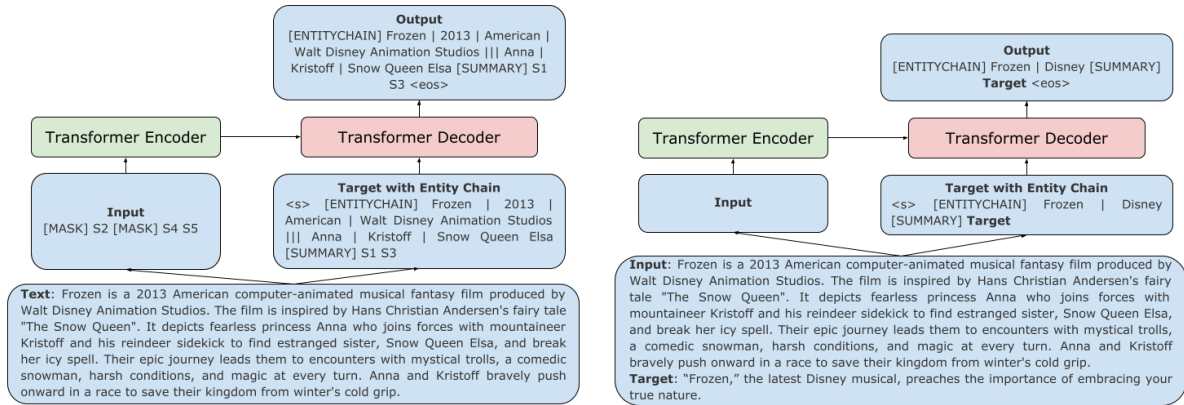 Output
[ENTITYCHAIN] Frozen | 2013 | American |
Walt Disney Animation Studios ||| Anna |
Kristoff | Snow Queen Elsa [SUMMARY] S1
S3 <eos>
Transformer Encoder
Transformer Decoder
Input
[MASK] S2 [MASK] S4 S5
Target with Entity Chain
<s> [ENTITYCHAIN] Frozen | 2013 |
American | Walt Disney Animation Studios
||| Anna | Kristoff | Snow Queen Elsa
[SUMMARY] S1 S3
Text: Frozen is a 2013 American computer-animated musical fantasy film produced by
Walt Disney Animation Studios. The film is inspired by Hans Christian Andersen's fairy tale
"The Snow Queen". It depicts fearless princess Anna who joins forces with mountaineer
Kristoff and his reindeer sidekick to find estranged sister, Snow Queen Elsa, and break
her icy spell. Their epic journey leads them to encounters with mystical trolls, a comedic
snowman, harsh conditions, and magic at every turn. Anna and Kristoff bravely push
onward in a race to save their kingdom from winter's cold grip.
Output
[ENTITYCHAIN] Frozen | Disney [SUMMARY]
Target <eos>
Transformer Encoder
Transformer Decoder
Input
Target with Entity Chain
<s> [ENTITYCHAIN] Frozen | Disney
[SUMMARY] Target
Input: Frozen is a 2013 American computer-animated musical fantasy film produced by
Walt Disney Animation Studios. The film is inspired by Hans Christian Andersen's fairy
tale "The Snow Queen". It depicts fearless princess Anna who joins forces with
mountaineer Kristoff and his reindeer sidekick to find estranged sister, Snow Queen Elsa,
and break her icy spell. Their epic journey leads them to encounters with mystical trolls,
a comedic snowman, harsh conditions, and magic at every turn. Anna and Kristoff
bravely push onward in a race to save their kingdom from winter's cold grip.
Target: “Frozen,” the latest Disney musical, preaches the importance of embracing your
true nature.